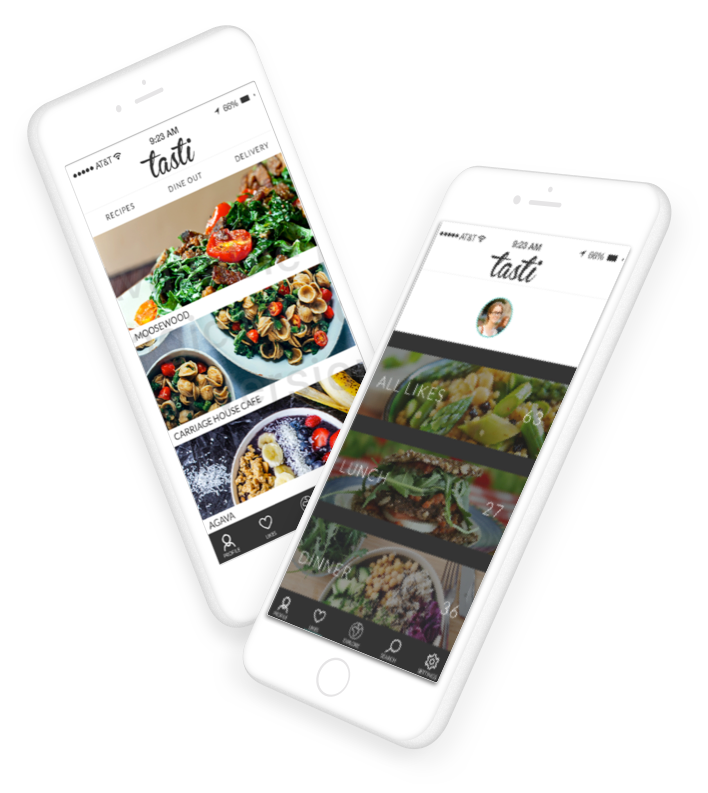 AT&T 9:23 AM 66%
tasti
RECIPES DINE OUT DELIVERY
MOOSEWOOD
CARRIAGE HOUSE CAFE
AGAVA
PROFILE LIKES
AT&T 9:23 AM 66%
tasti
ALL LIKES 63
LUNCH 27
DINNER 36
PROFILE LIKES EXPLORE SEARCH SETTINGS